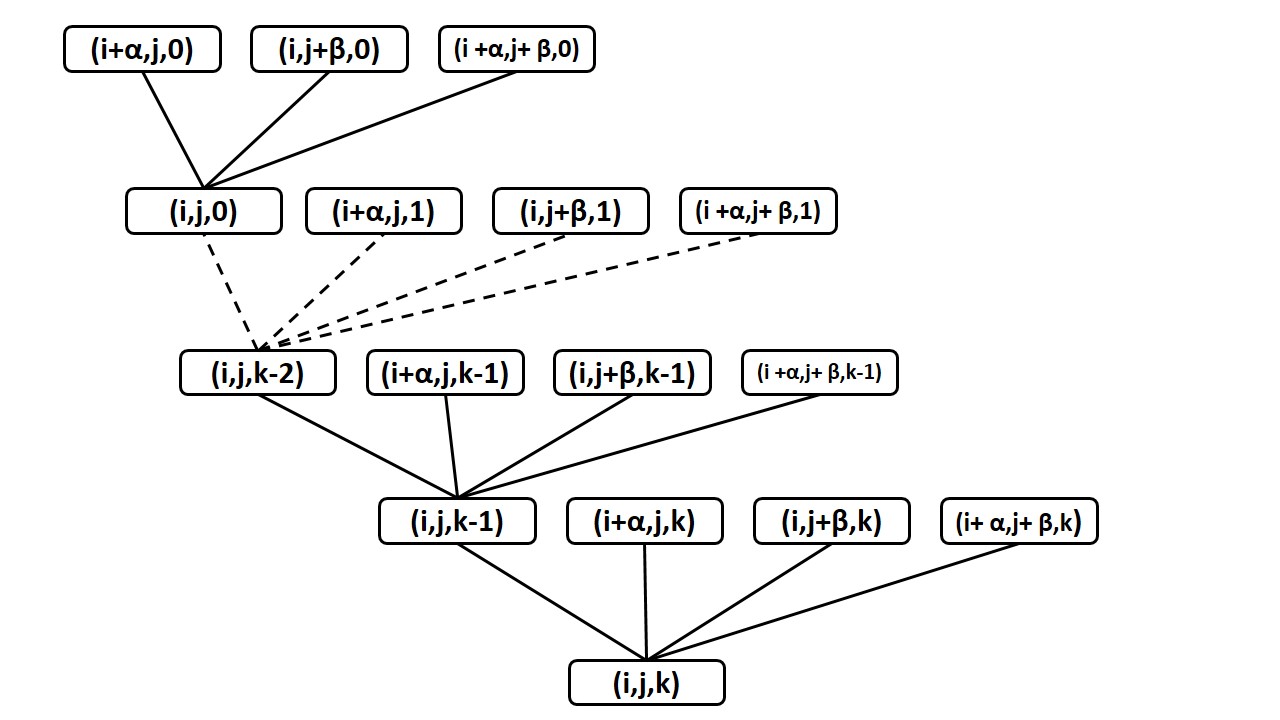 (i+α,j,0) (i,j+β,0) (i +α,j+ β,0)
(i,j,0) (i+α,j,1) (i,j+β,1) (i +α,j+ β,1)
(i,j,k-2) (i+α,j,k-1) (i,j+β,k-1) (i +α,j+ β,k-1)
(i,j,k-1) (i+α,j,k) (i,j+β,k) (i+ α,j+ β,k)
(i,j,k)